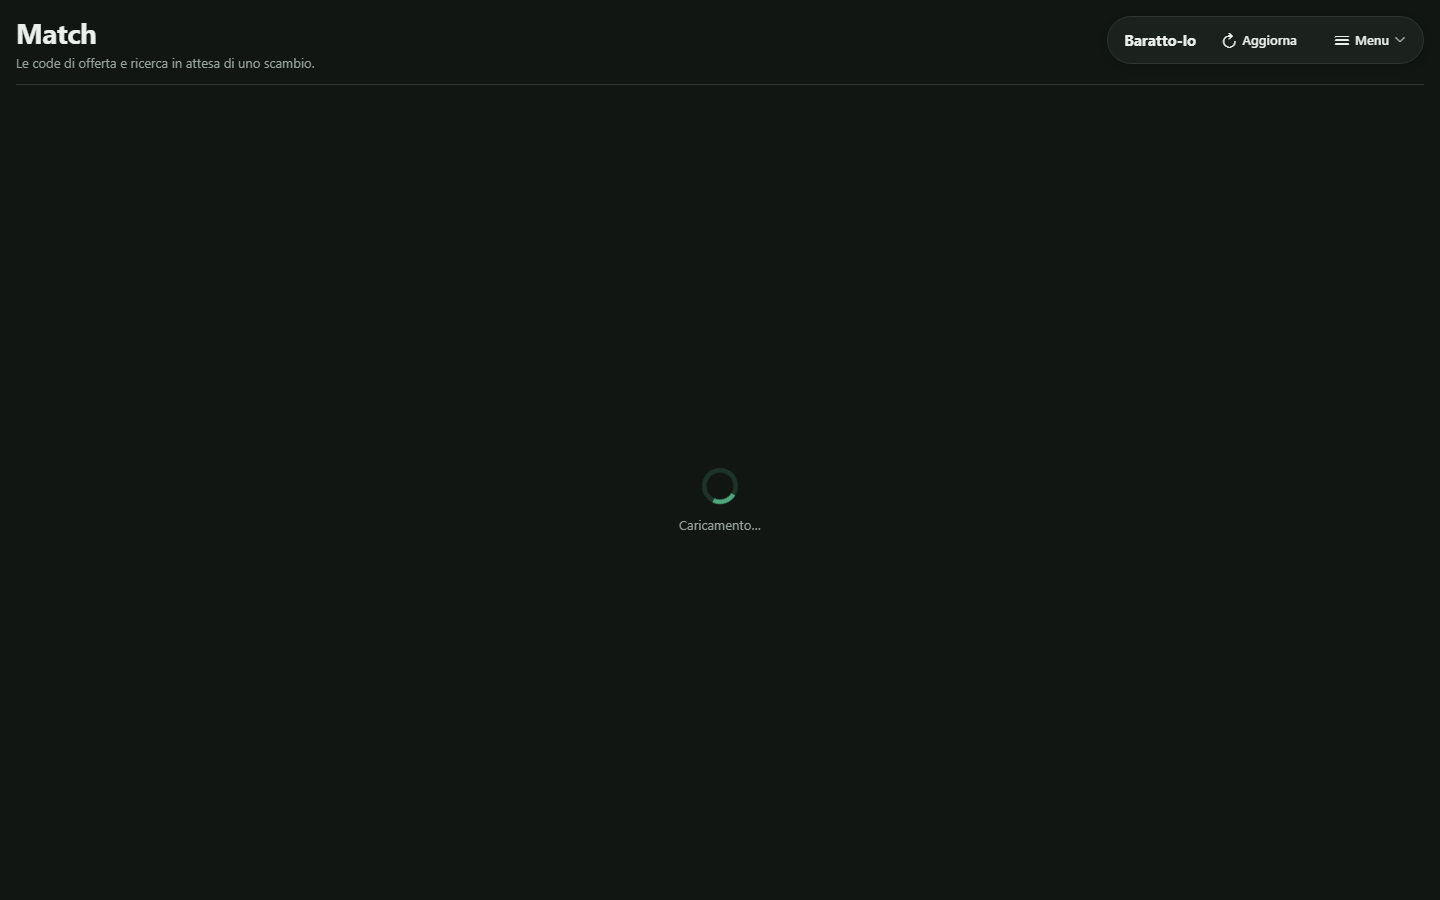 Match
Le code di offerta e ricerca in attesa di uno scambio.
Baratto-lo
Aggiorna
Menu
Caricamento...